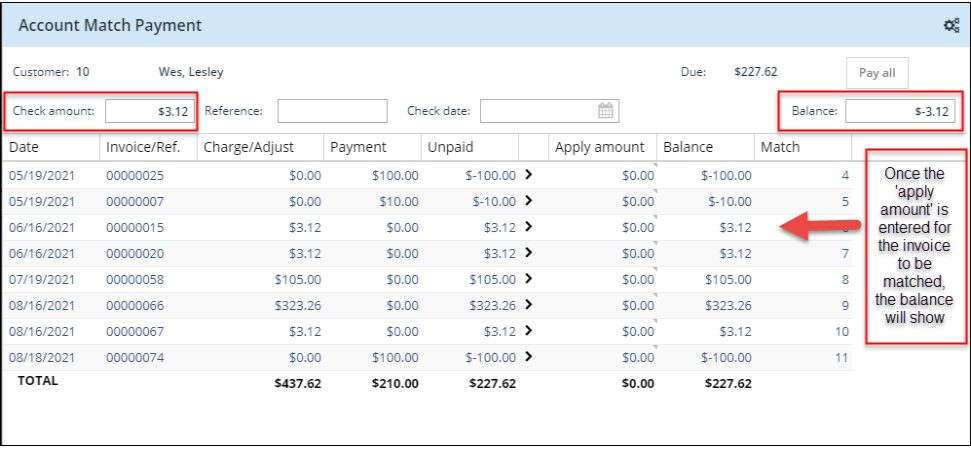 Account Match Payment
Customer: 10 Wes, Lesley Due: $227.62 Pay all
Check amount: $3.12 Reference: Check date: Balance: $-3.12
Date Invoice/Ref. Charge/Adjust Payment Unpaid Apply amount Balance Match
05/19/2021 00000025 $0.00 $100.00 $-100.00 $0.00 $-100.00 4
05/19/2021 00000007 $0.00 $10.00 $-10.00 $0.00 $-10.00 5
06/16/2021 00000015 $3.12 $0.00 $3.12 $0.00 $3.12
06/16/2021 00000020 $3.12 $0.00 $3.12 $0.00 $3.12 7
07/19/2021 00000058 $105.00 $0.00 $105.00 $0.00 $105.00 8
08/16/2021 00000066 $323.26 $0.00 $323.26 $0.00 $323.26 9
08/16/2021 00000067 $3.12 $0.00 $3.12 $0.00 $3.12 10
08/18/2021 00000074 $0.00 $100.00 $-100.00 $0.00 $-100.00 11
TOTAL $437.62 $210.00 $227.62 $0.00 $227.62
Once the
'apply
amount' is
entered for
the invoice
to be
matched,
the balance
will show